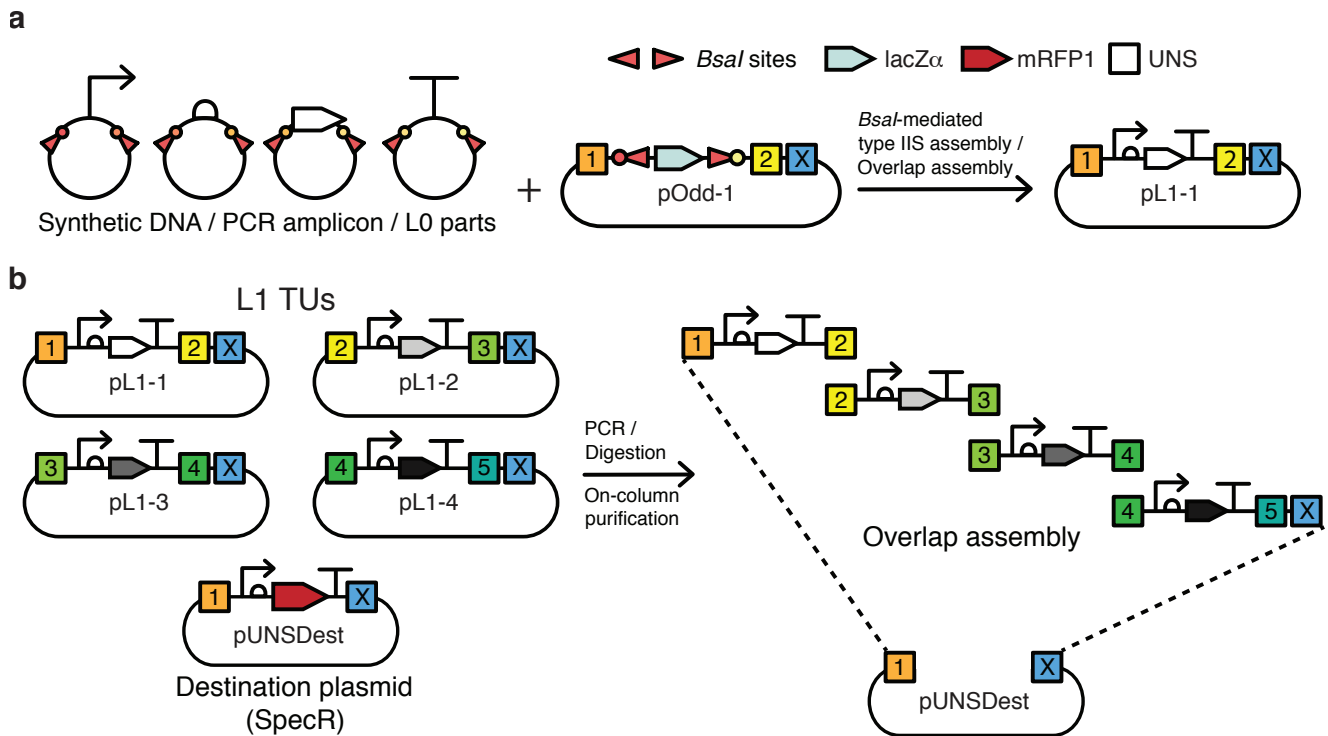 a
BsaI sites
lacZα
mRFP1
UNS
1
2
X
pOdd-1
BsaI-mediated
type IIS assembly /
Overlap assembly
1
2
X
pL1-1
+
Synthetic DNA / PCR amplicon / L0 parts
b
L1 TUs
1
2
X
pL1-1
2
3
X
pL1-2
3
4
X
pL1-3
4
5
X
pL1-4
PCR /
Digestion
On-column
purification
1
2
2
3
3
4
4
5
X
Overlap assembly
1
X
pUNSDest
Destination plasmid
(SpecR)
1
X
pUNSDest